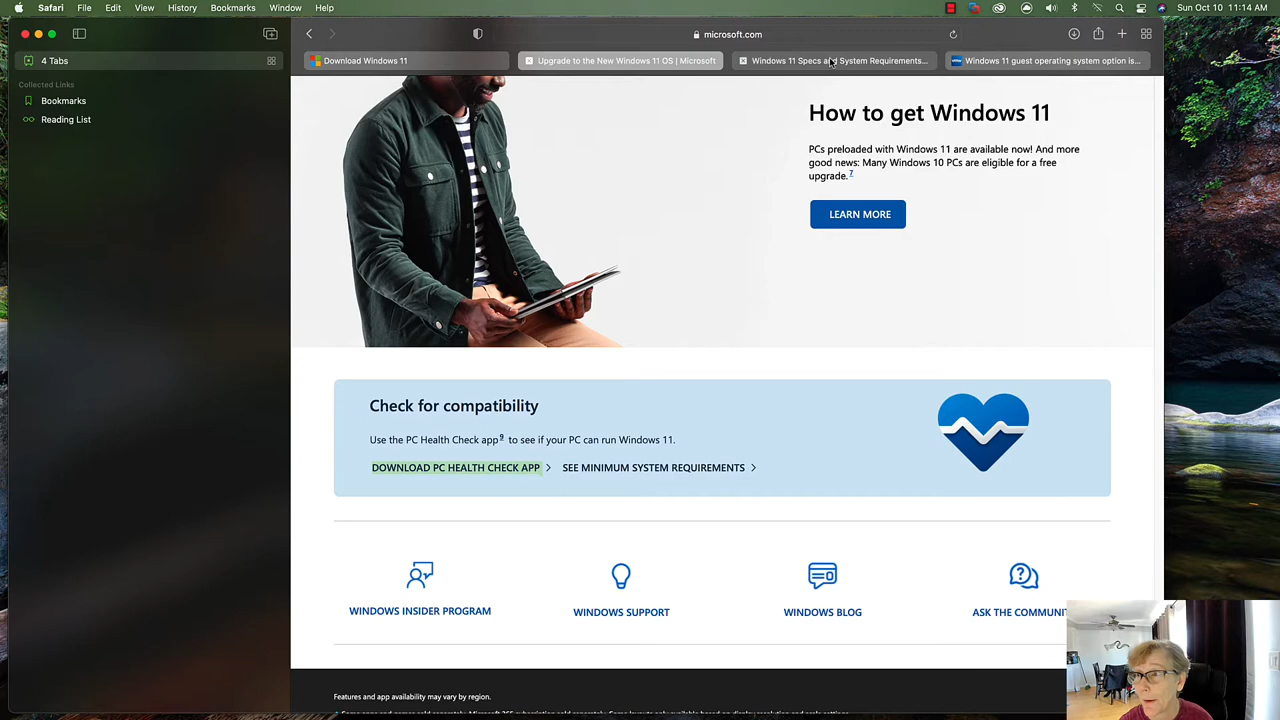 Safari File Edit View History Bookmarks Window Help
Sun Oct 10 11:14 AM
4 Tabs
microsoft.com
Download Windows 11
Upgrade to the New Windows 11 OS | Microsoft
Windows 11 Specs and System Requirements...
Windows 11 guest operating system option is...
Collected Links
Bookmarks
Reading List
How to get Windows 11
PCs preloaded with Windows 11 are available now! And more
good news: Many Windows 10 PCs are eligible for a free
upgrade.7
LEARN MORE
Check for compatibility
Use the PC Health Check app9 to see if your PC can run Windows 11.
DOWNLOAD PC HEALTH CHECK APP
SEE MINIMUM SYSTEM REQUIREMENTS
WINDOWS INSIDER PROGRAM
WINDOWS SUPPORT
WINDOWS BLOG
ASK THE COMMUNI
Features and app availability may vary by region.